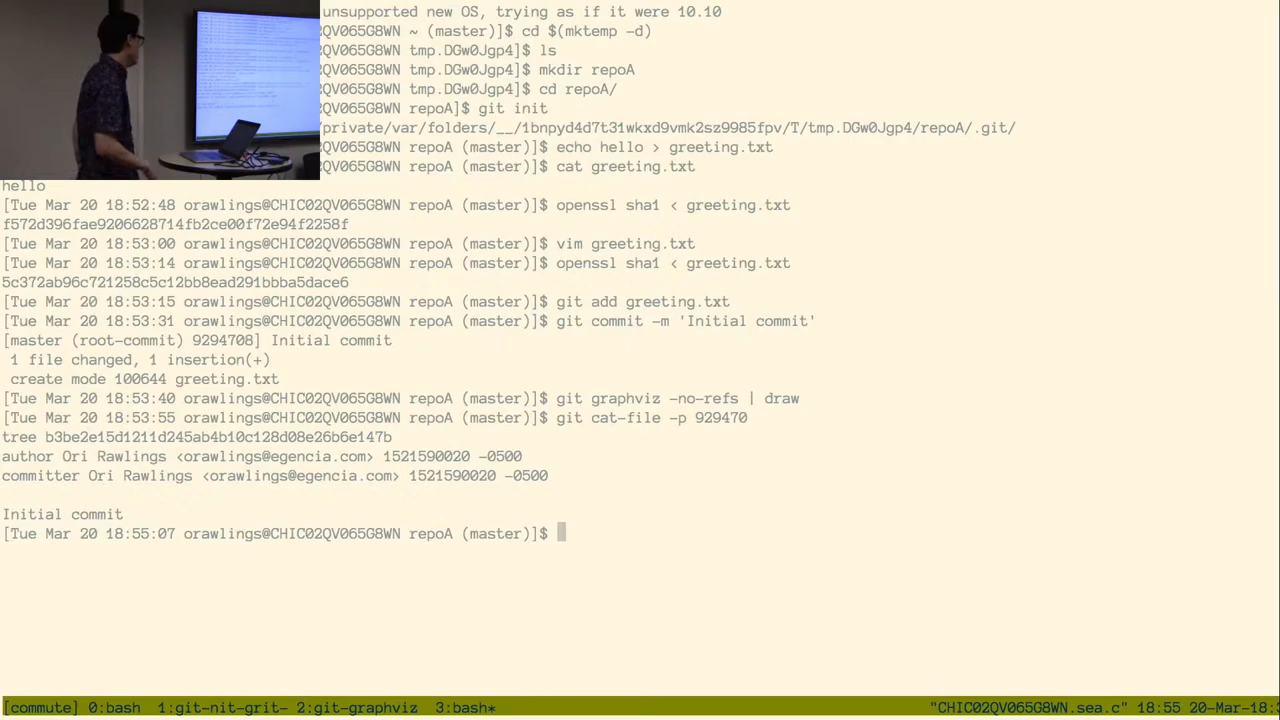 unsupported new OS, trying as if it were 10.10
QV065G8WN ~ (master)]$ cd $(mktemp -d)
QV065G8WN tmp.DGw0Jgp4]$ ls
QV065G8WN tmp.DGw0Jgp4]$ mkdir repoA
QV065G8WN tmp.DGw0Jgp4]$ cd repoA/
QV065G8WN repoA]$ git init
private/var/folders/__/1bnpyd4d7t31wkxd9vmk2sz9985fpv/T/tmp.DGw0Jgp4/repoA/.git/
QV065G8WN repoA (master)]$ echo hello > greeting.txt
QV065G8WN repoA (master)]$ cat greeting.txt
hello
[Tue Mar 20 18:52:48 orawlings@CHIC02QV065G8WN repoA (master)]$ openssl sha1 < greeting.txt
f572d396fae9206628714fb2ce00f72e94f2258f
[Tue Mar 20 18:53:00 orawlings@CHIC02QV065G8WN repoA (master)]$ vim greeting.txt
[Tue Mar 20 18:53:14 orawlings@CHIC02QV065G8WN repoA (master)]$ openssl sha1 < greeting.txt
5c372ab96c721258c5c12bb8ead291bbba5dace6
[Tue Mar 20 18:53:15 orawlings@CHIC02QV065G8WN repoA (master)]$ git add greeting.txt
[Tue Mar 20 18:53:31 orawlings@CHIC02QV065G8WN repoA (master)]$ git commit -m 'Initial commit'
[master (root-commit) 9294708] Initial commit
 1 file changed, 1 insertion(+)
 create mode 100644 greeting.txt
[Tue Mar 20 18:53:40 orawlings@CHIC02QV065G8WN repoA (master)]$ git graphviz -no-refs | draw
[Tue Mar 20 18:53:55 orawlings@CHIC02QV065G8WN repoA (master)]$ git cat-file -p 929470
tree b3be2e15d1211d245ab4b10c128d08e26b6e147b
author Ori Rawlings <orawlings@egencia.com> 1521590020 -0500
committer Ori Rawlings <orawlings@egencia.com> 1521590020 -0500

Initial commit
[Tue Mar 20 18:55:07 orawlings@CHIC02QV065G8WN repoA (master)]$
[commute] 0:bash  1:git-nit-grit- 2:git-graphviz  3:bash* "CHIC02QV065G8WN.sea.c" 18:55 20-Mar-18